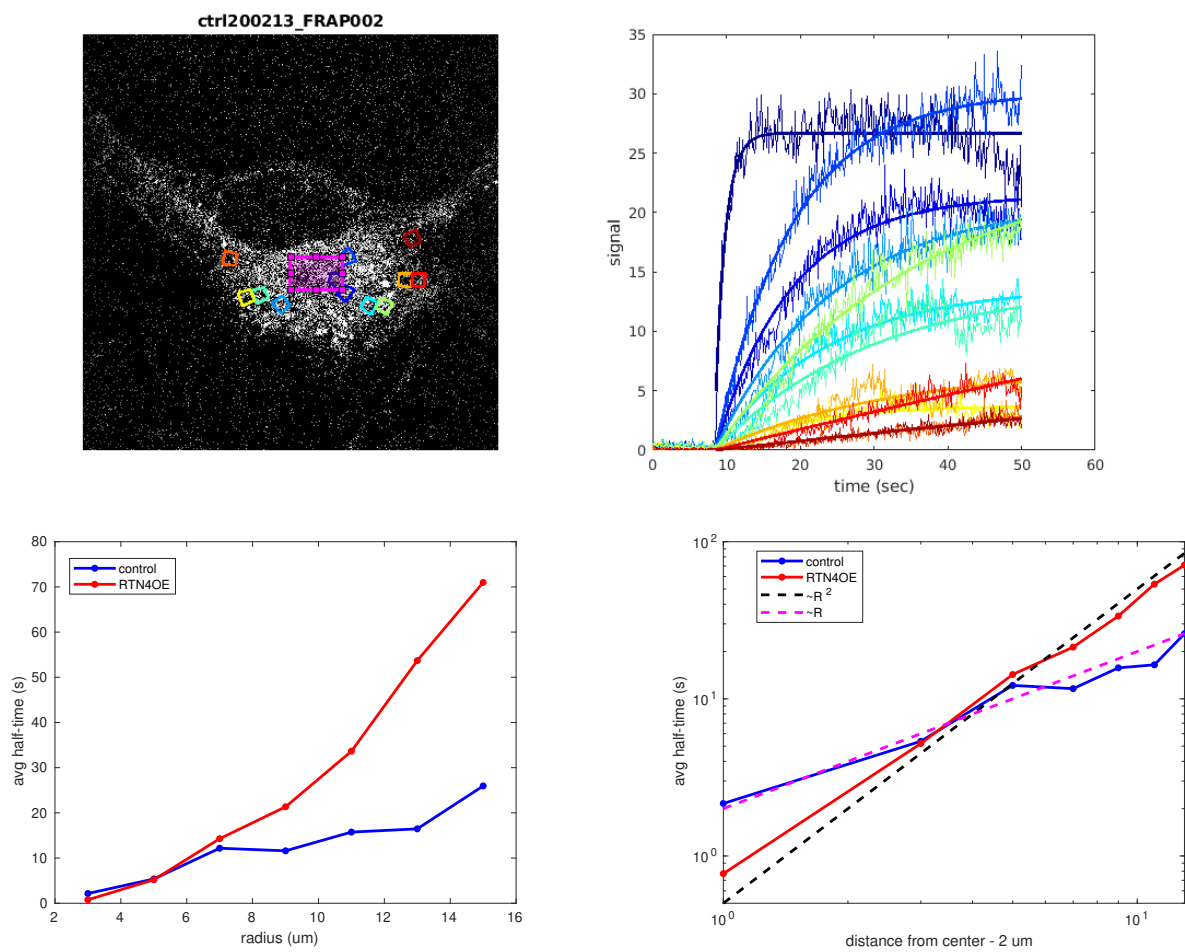 ctrl200213_FRAP002
35
30
25
20
15
10
5
0
signal
0 10 20 30 40 50 60
time (sec)
80
70
60
50
40
30
20
10
0
avg half-time (s)
control
RTN4OE
2 4 6 8 10 12 14 16
radius (um)
10²
10¹
10⁰
avg half-time (s)
control
RTN4OE
~R²
~R
10⁰ 10¹
distance from center - 2 um